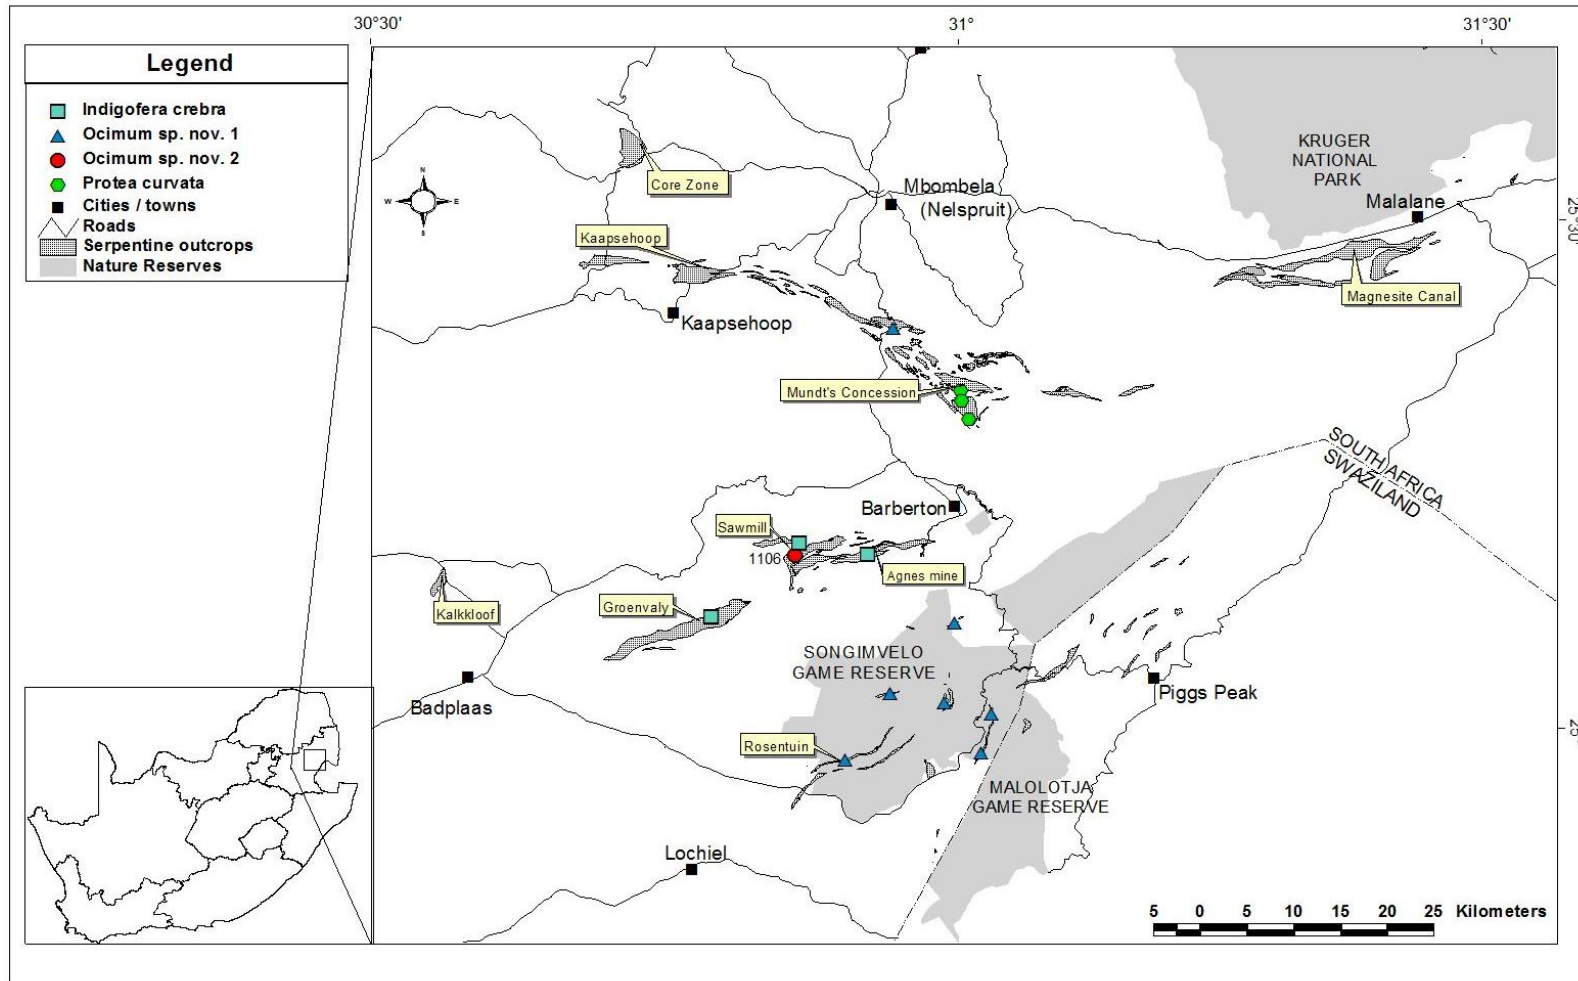 30°30'
31°
31°30'
Legend
Indigofera crebra
Ocimum sp. nov. 1
Ocimum sp. nov. 2
Protea curvata
Cities / towns
Roads
Serpentine outcrops
Nature Reserves
N
W E
S
Core Zone
KRUGER
NATIONAL
PARK
Mbombela
(Nelspruit)
Malalane
25°30'
Kaapsehoop
Magnesite Canal
Kaapsehoop
Mundt's Concession
SOUTH AFRICA
SWAZILAND
Barberton
Sawmill
1106
Agnes mine
Kalkkloof
Groenvaly
SONGIMVELO
GAME RESERVE
Piggs Peak
Badplaas
25°
Rosentuin
MALOLOTJA
GAME RESERVE
Lochiel
5 0 5 10 15 20 25 Kilometers